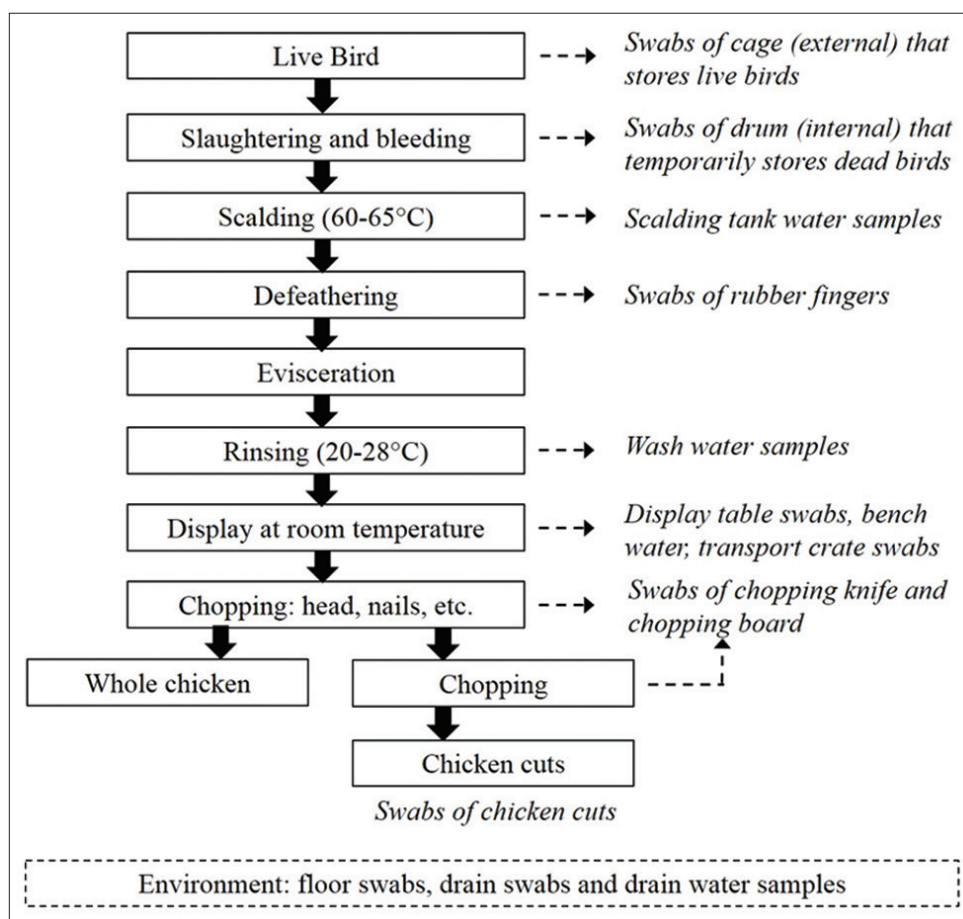 Live Bird
Swabs of cage (external) that
stores live birds
Slaughtering and bleeding
Swabs of drum (internal) that
temporarily stores dead birds
Scalding (60-65°C)
Scalding tank water samples
Defeathering
Swabs of rubber fingers
Evisceration
Rinsing (20-28°C)
Wash water samples
Display at room temperature
Display table swabs, bench
water, transport crate swabs
Chopping: head, nails, etc.
Swabs of chopping knife and
chopping board
Whole chicken
Chopping
Chicken cuts
Swabs of chicken cuts
Environment: floor swabs, drain swabs and drain water samples